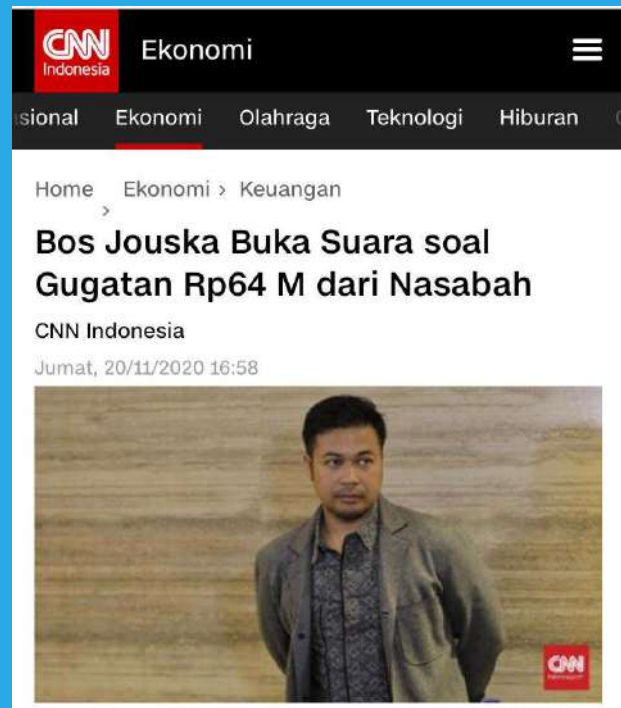 CNN
Indonesia
Ekonomi
sional Ekonomi Olahraga Teknologi Hiburan
Home Ekonomi > Keuangan
>
Bos Jouska Buka Suara soal
Gugatan Rp64 M dari Nasabah
CNN Indonesia
Jumat, 20/11/2020 16:58
CNN